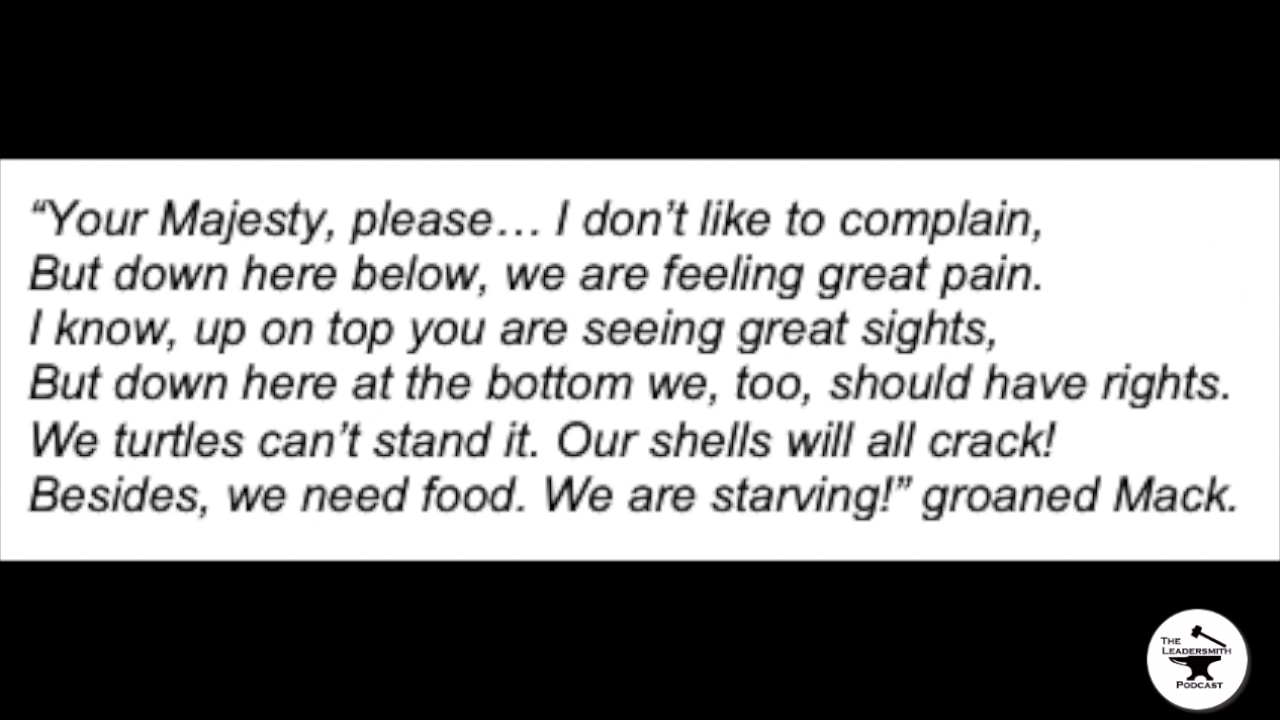 “Your Majesty, please… I don’t like to complain,
But down here below, we are feeling great pain.
I know, up on top you are seeing great sights,
But down here at the bottom we, too, should have rights.
We turtles can’t stand it. Our shells will all crack!
Besides, we need food. We are starving!” groaned Mack.
THE
LEADERSMITH
PODCAST